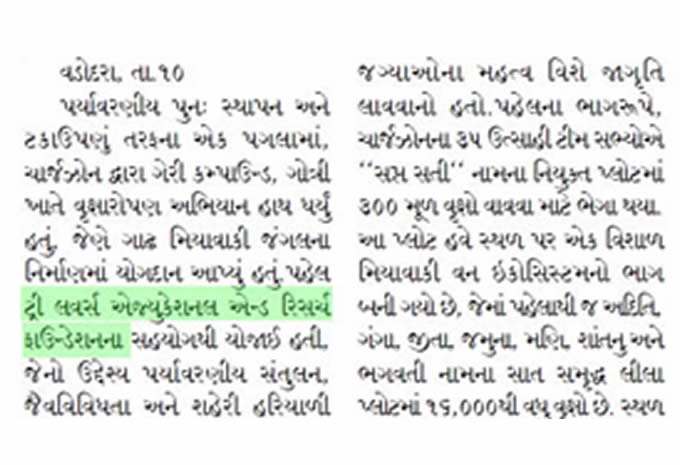 વડોદરા, તા.૧૦
પર્યાવરણીય પુનઃ સ્થાપન અને
ટકાઉપણું તરફના એક પગલામાં,
ચાર્જઝોન દ્વારા ગેરી કમ્પાઉન્ડ, ગોત્રી
ખાતે વૃક્ષારોપણ અભિયાન હાથ ધર્યું
હતું, જેણે ગાઢ મિયાવાકી જંગલના
નિર્માણમાં યોગદાન આપ્યું હતું.પહેલ
ટ્રી લવર્સ એજ્યુકેશનલ એન્ડ રિસર્ચ
ફાઉન્ડેશનના સહયોગથી યોજાઈ હતી,
જેનો ઉદ્દેશ્ય પર્યાવરણીય સંતુલન,
જૈવવિવિધતા અને શહેરી હરિયાળી
જગ્યાઓના મહત્વ વિશે જાગૃતિ
લાવવાનો હતો.પહેલના ભાગરૂપે,
ચાર્જઝોનના ૩૫ ઉત્સાહી ટીમ સભ્યોએ
‘‘સપ્ત સતી‘‘ નામના નિયુક્ત પ્લોટમાં
૩૦૦ મૂળ વૃક્ષો વાવવા માટે ભેગા થયા.
આ પ્લોટ હવે સ્થળ પર એક વિશાળ
મિયાવાકી વન ઇકોસિસ્ટમનો ભાગ
બની ગયો છે, જેમાં પહેલાથી જ અદિતિ,
ગંગા, જીતા, જમુના, મણિ, શાંતનુ અને
ભગવતી નામના સાત સમૃદ્ધ લીલા
પ્લોટમાં ૧૬,૦૦૦થી વધુ વૃક્ષો છે. સ્થળ